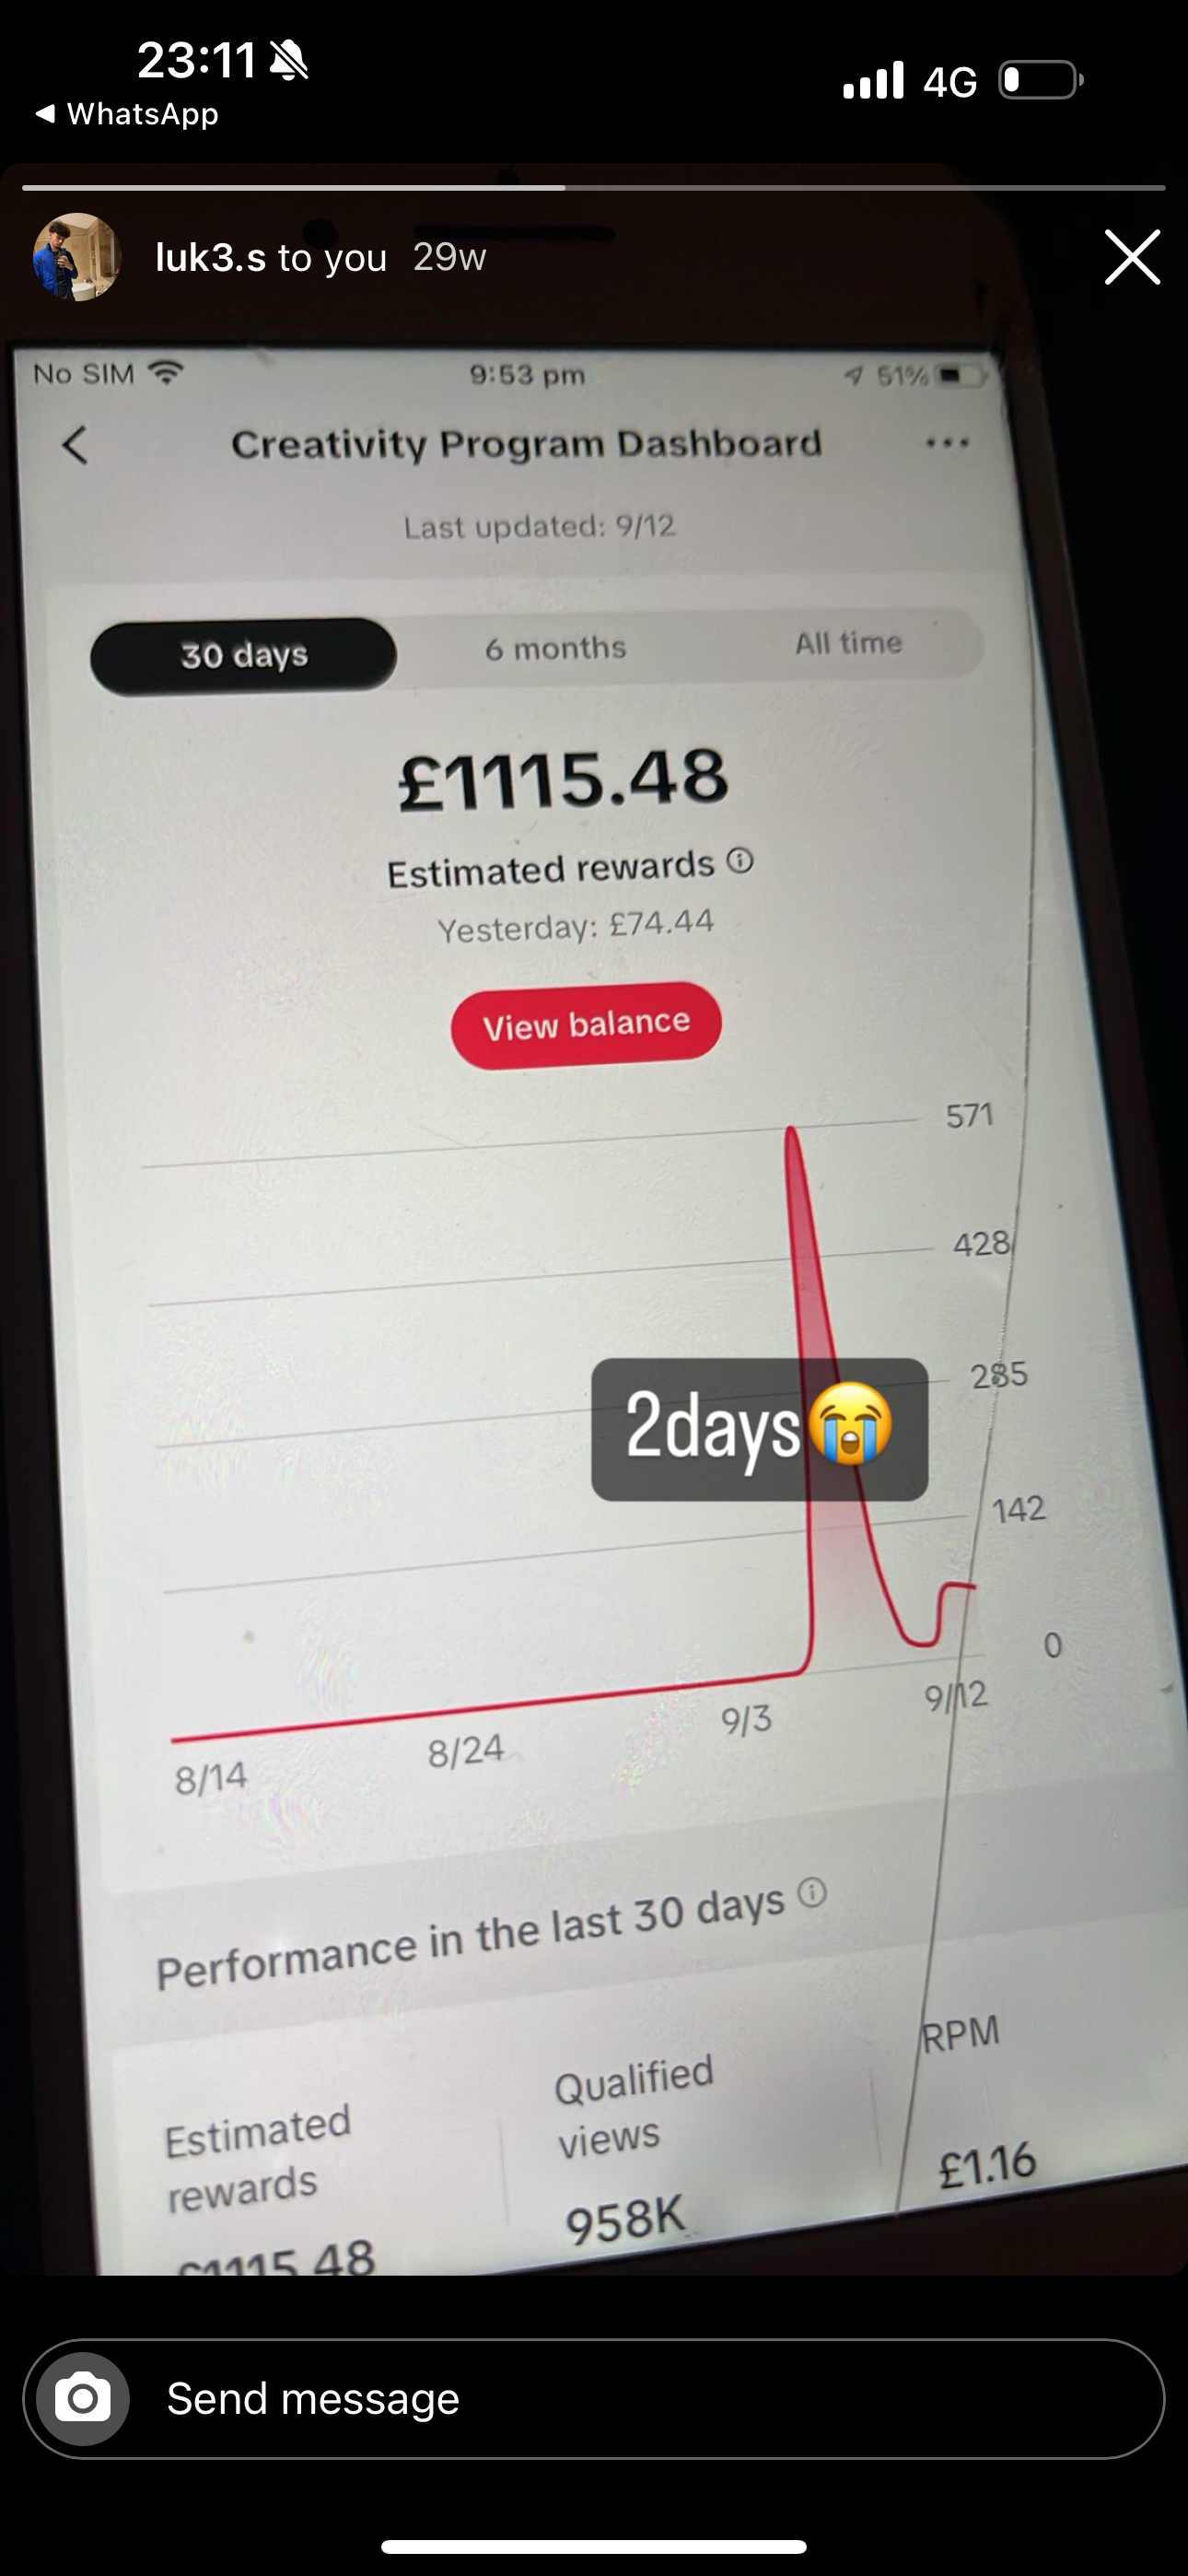 23:11
4G
WhatsApp
luk3.s to you 29w
No SIM
9:53 pm
51%
Creativity Program Dashboard
Last updated: 9/12
30 days
6 months
All time
£1115.48
Estimated rewards
Yesterday: £74.44
View balance
571
428
285
2days😭
142
0
8/14
8/24
9/3
9/12
Performance in the last 30 days
Estimated
rewards
Qualified
views
RPM
£1115.48
958K
£1.16
Send message